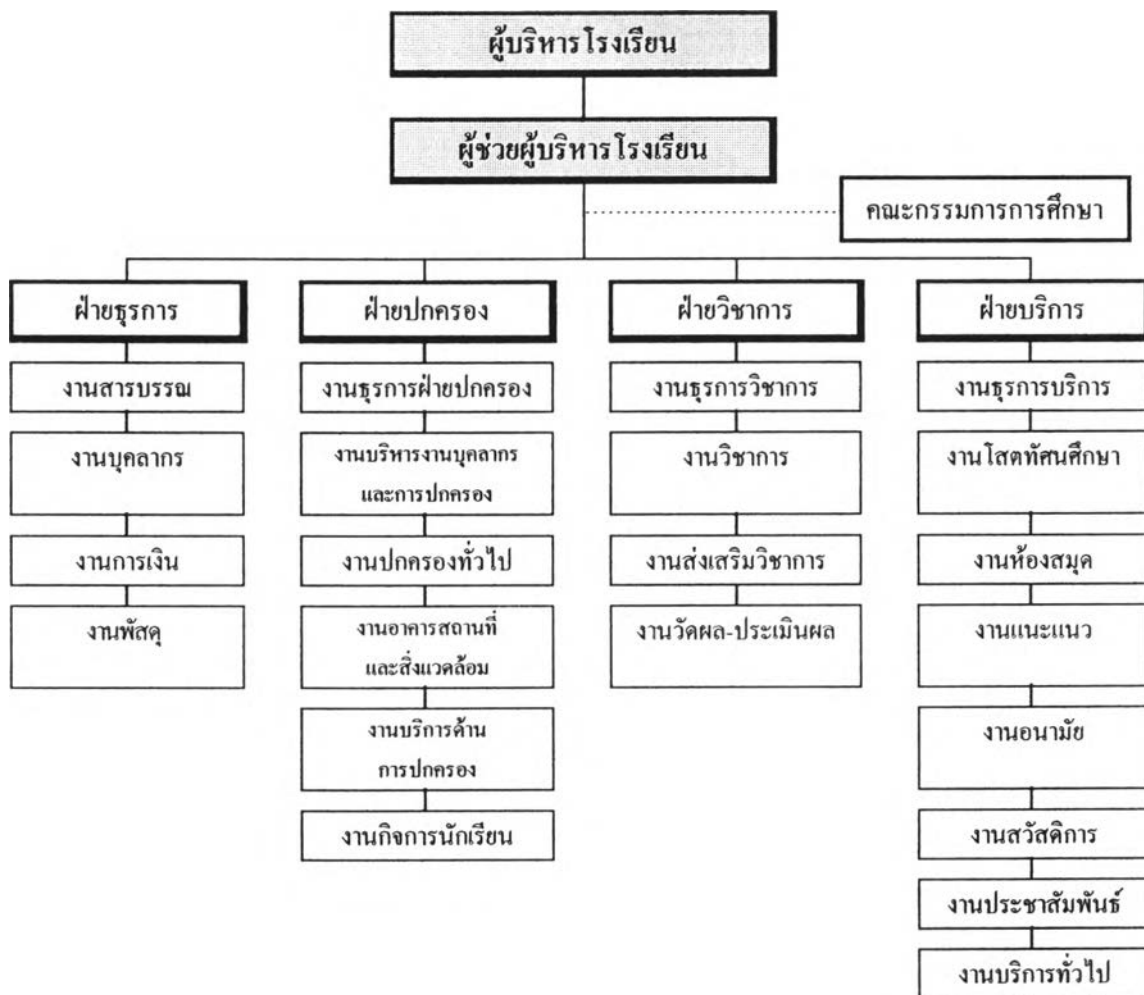 ผู้บริหารโรงเรียน
ผู้ช่วยผู้บริหารโรงเรียน
คณะกรรมการการศึกษา
ฝ่ายธุรการ
งานสารบรรณ
งานบุคลากร
งานการเงิน
งานพัสดุ
ฝ่ายปกครอง
งานธุรการฝ่ายปกครอง
งานบริหารงานบุคลากร
และการปกครอง
งานปกครองทั่วไป
งานอาคารสถานที่
และสิ่งแวดล้อม
งานบริการด้าน
การปกครอง
งานกิจการนักเรียน
ฝ่ายวิชาการ
งานธุรการวิชาการ
งานวิชาการ
งานส่งเสริมวิชาการ
งานวัดผล-ประเมินผล
ฝ่ายบริการ
งานธุรการบริการ
งานโสตทัศนศึกษา
งานห้องสมุด
งานแนะแนว
งานอนามัย
งานสวัสดิการ
งานประชาสัมพันธ์
งานบริการทั่วไป